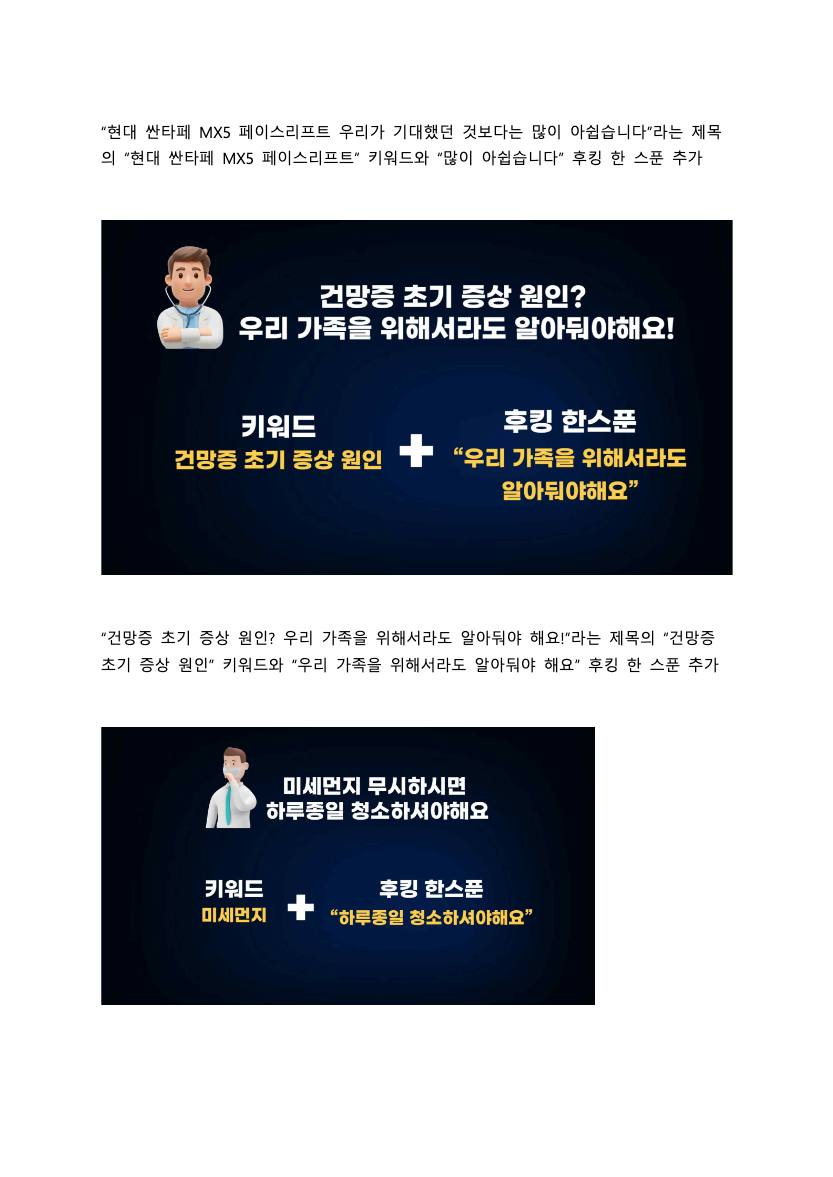 “현대 싼타페 MX5 페이스리프트 우리가 기대했던 것보다는 많이 아쉽습니다”라는 제목
의 “현대 싼타페 MX5 페이스리프트” 키워드와 “많이 아쉽습니다” 후킹 한 스푼 추가
건망증 초기 증상 원인?
우리 가족을 위해서라도 알아둬야해요!
키워드
건망증 초기 증상 원인
+
후킹 한스푼
“우리 가족을 위해서라도
알아둬야해요”
“건망증 초기 증상 원인? 우리 가족을 위해서라도 알아둬야 해요!”라는 제목의 “건망증
초기 증상 원인” 키워드와 “우리 가족을 위해서라도 알아둬야 해요” 후킹 한 스푼 추가
미세먼지 무시하시면
하루종일 청소하셔야해요
키워드
미세먼지
+
후킹 한스푼
“하루종일 청소하셔야해요”